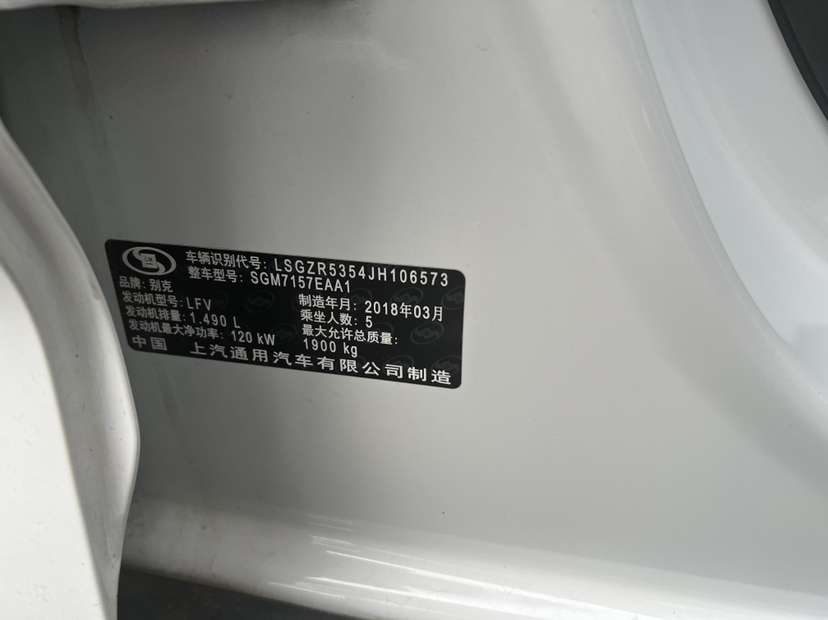 SGM
车辆识别代号: LSGZR5354JH106573
整车型号: SGM7157EAA1
品牌: 别克
发动机型号: LFV
制造年月: 2018年03月
发动机排量: 1.490 L
乘坐人数: 5
发动机最大净功率: 120 kW
最大允许总质量:
1900 kg
中国 上汽通用汽车有限公司制造